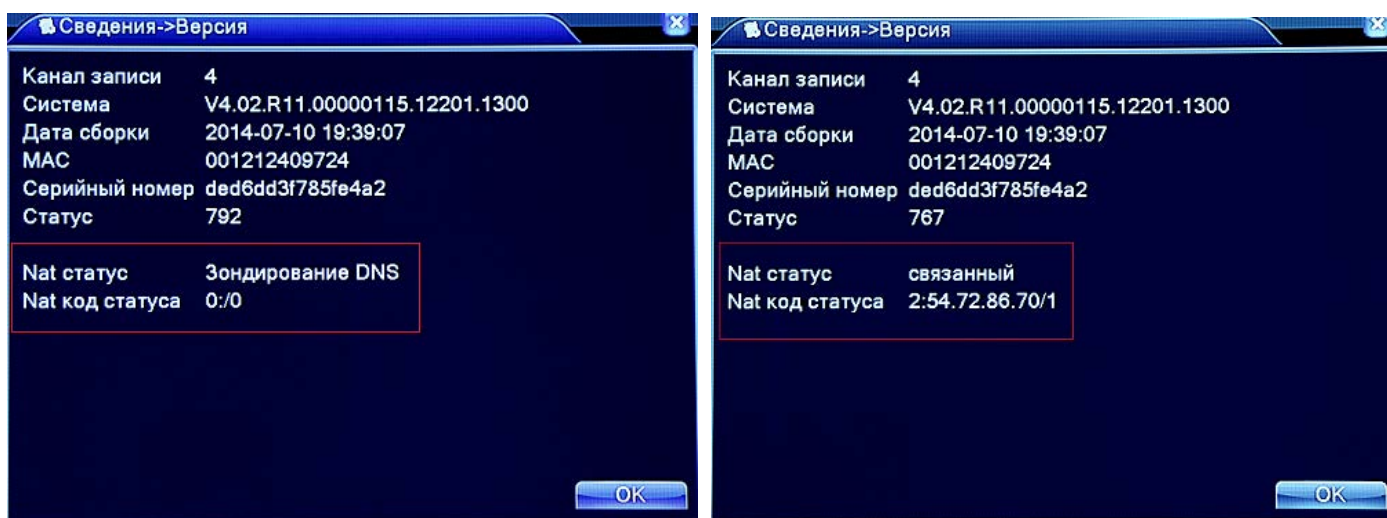 Сведения->Версия
Канал записи 4
Система V4.02.R11.00000115.12201.1300
Дата сборки 2014-07-10 19:39:07
MAC 001212409724
Серийный номер ded6dd3f785fe4a2
Статус 792
Nat статус Зондирование DNS
Nat код статуса 0:/0
OK
Сведения->Версия
Канал записи 4
Система V4.02.R11.00000115.12201.1300
Дата сборки 2014-07-10 19:39:07
MAC 001212409724
Серийный номер ded6dd3f785fe4a2
Статус 767
Nat статус связанный
Nat код статуса 2:54.72.86.70/1
OK